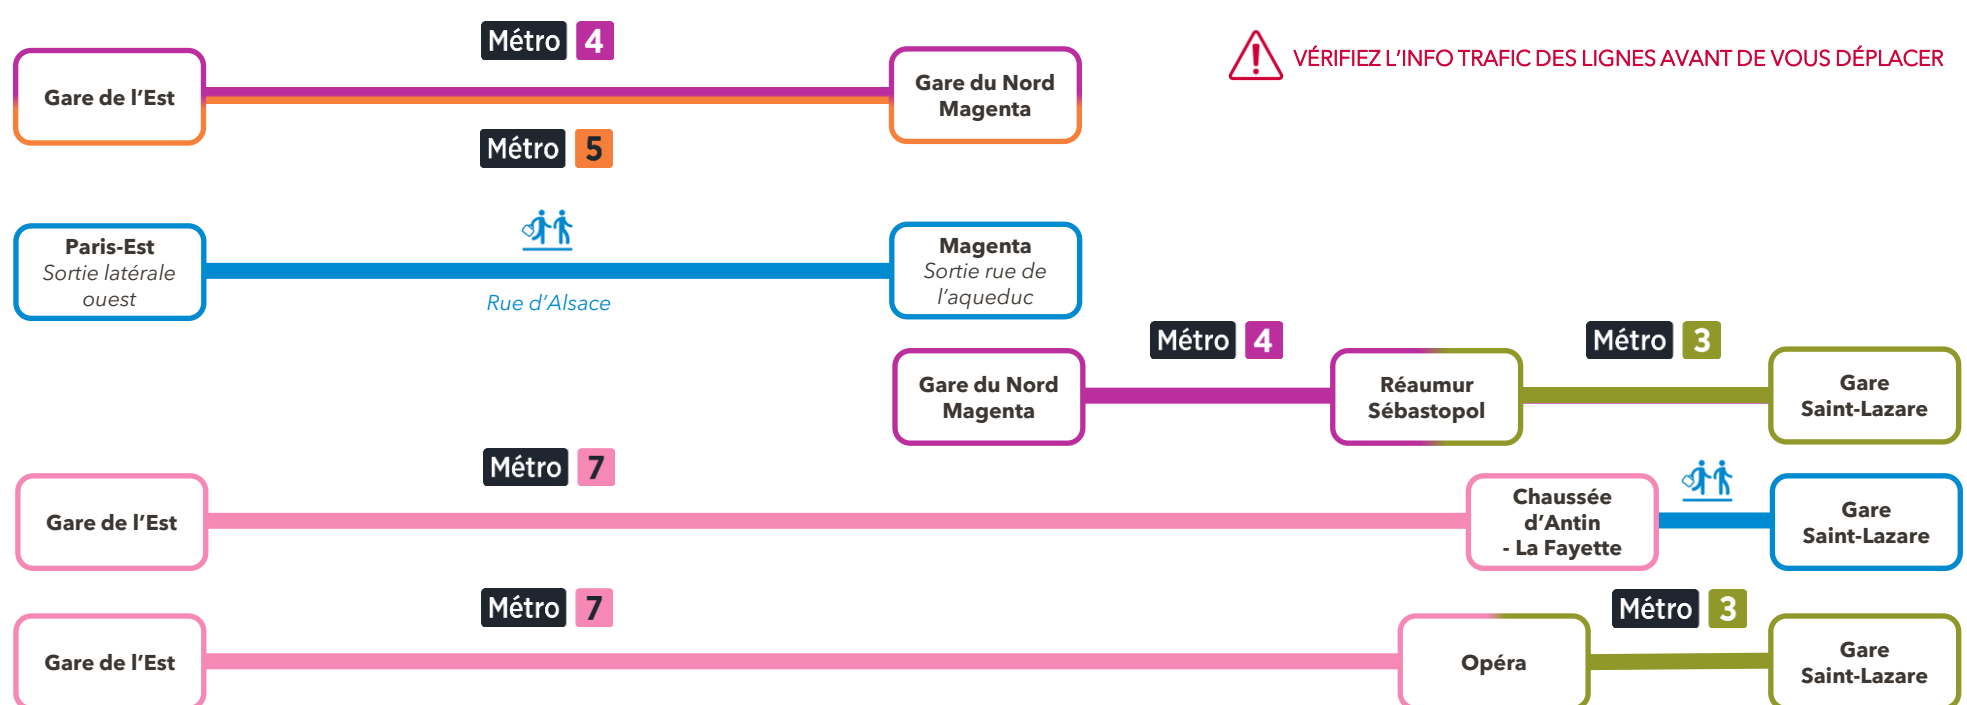 Métro 4
VÉRIFIEZ L'INFO TRAFIC DES LIGNES AVANT DE VOUS DÉPLACER
Gare de l'Est
Gare du Nord
Magenta
Métro 5
Paris-Est
Sortie latérale
ouest
Rue d'Alsace
Magenta
Sortie rue de
l'aqueduc
Métro 4
Métro 3
Gare du Nord
Magenta
Réaumur
Sébastopol
Gare
Saint-Lazare
Métro 7
Gare de l'Est
Chaussée
d'Antin
- La Fayette
Gare
Saint-Lazare
Métro 7
Métro 3
Gare de l'Est
Opéra
Gare
Saint-Lazare